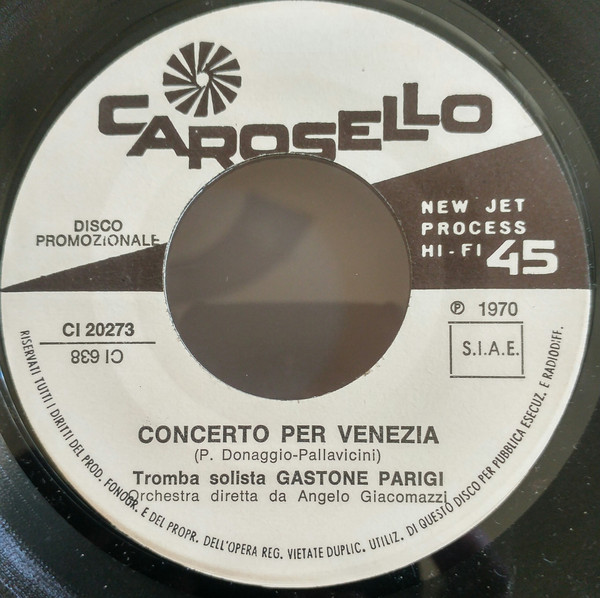 CAROSELLO
NEW JET
PROCESS
HI-FI 45
DISCO
PROMOZIONALE
℗ 1970
S.I.A.E.
CI 20273
CI 638
CONCERTO PER VENEZIA
(P. Donaggio-Pallavicini)
Tromba solista GASTONE PARIGI
Orchestra diretta da Angelo Giacomazzi
RISERVATI TUTTI I DIRITTI DEL PROD. FONOGR. E DEL PROPR. DELL'OPERA REG. VIETATE DUPLIC. UTILIZ. DI QUESTO DISCO PER PUBBLICA ESECUZ. E RADIODIFF.